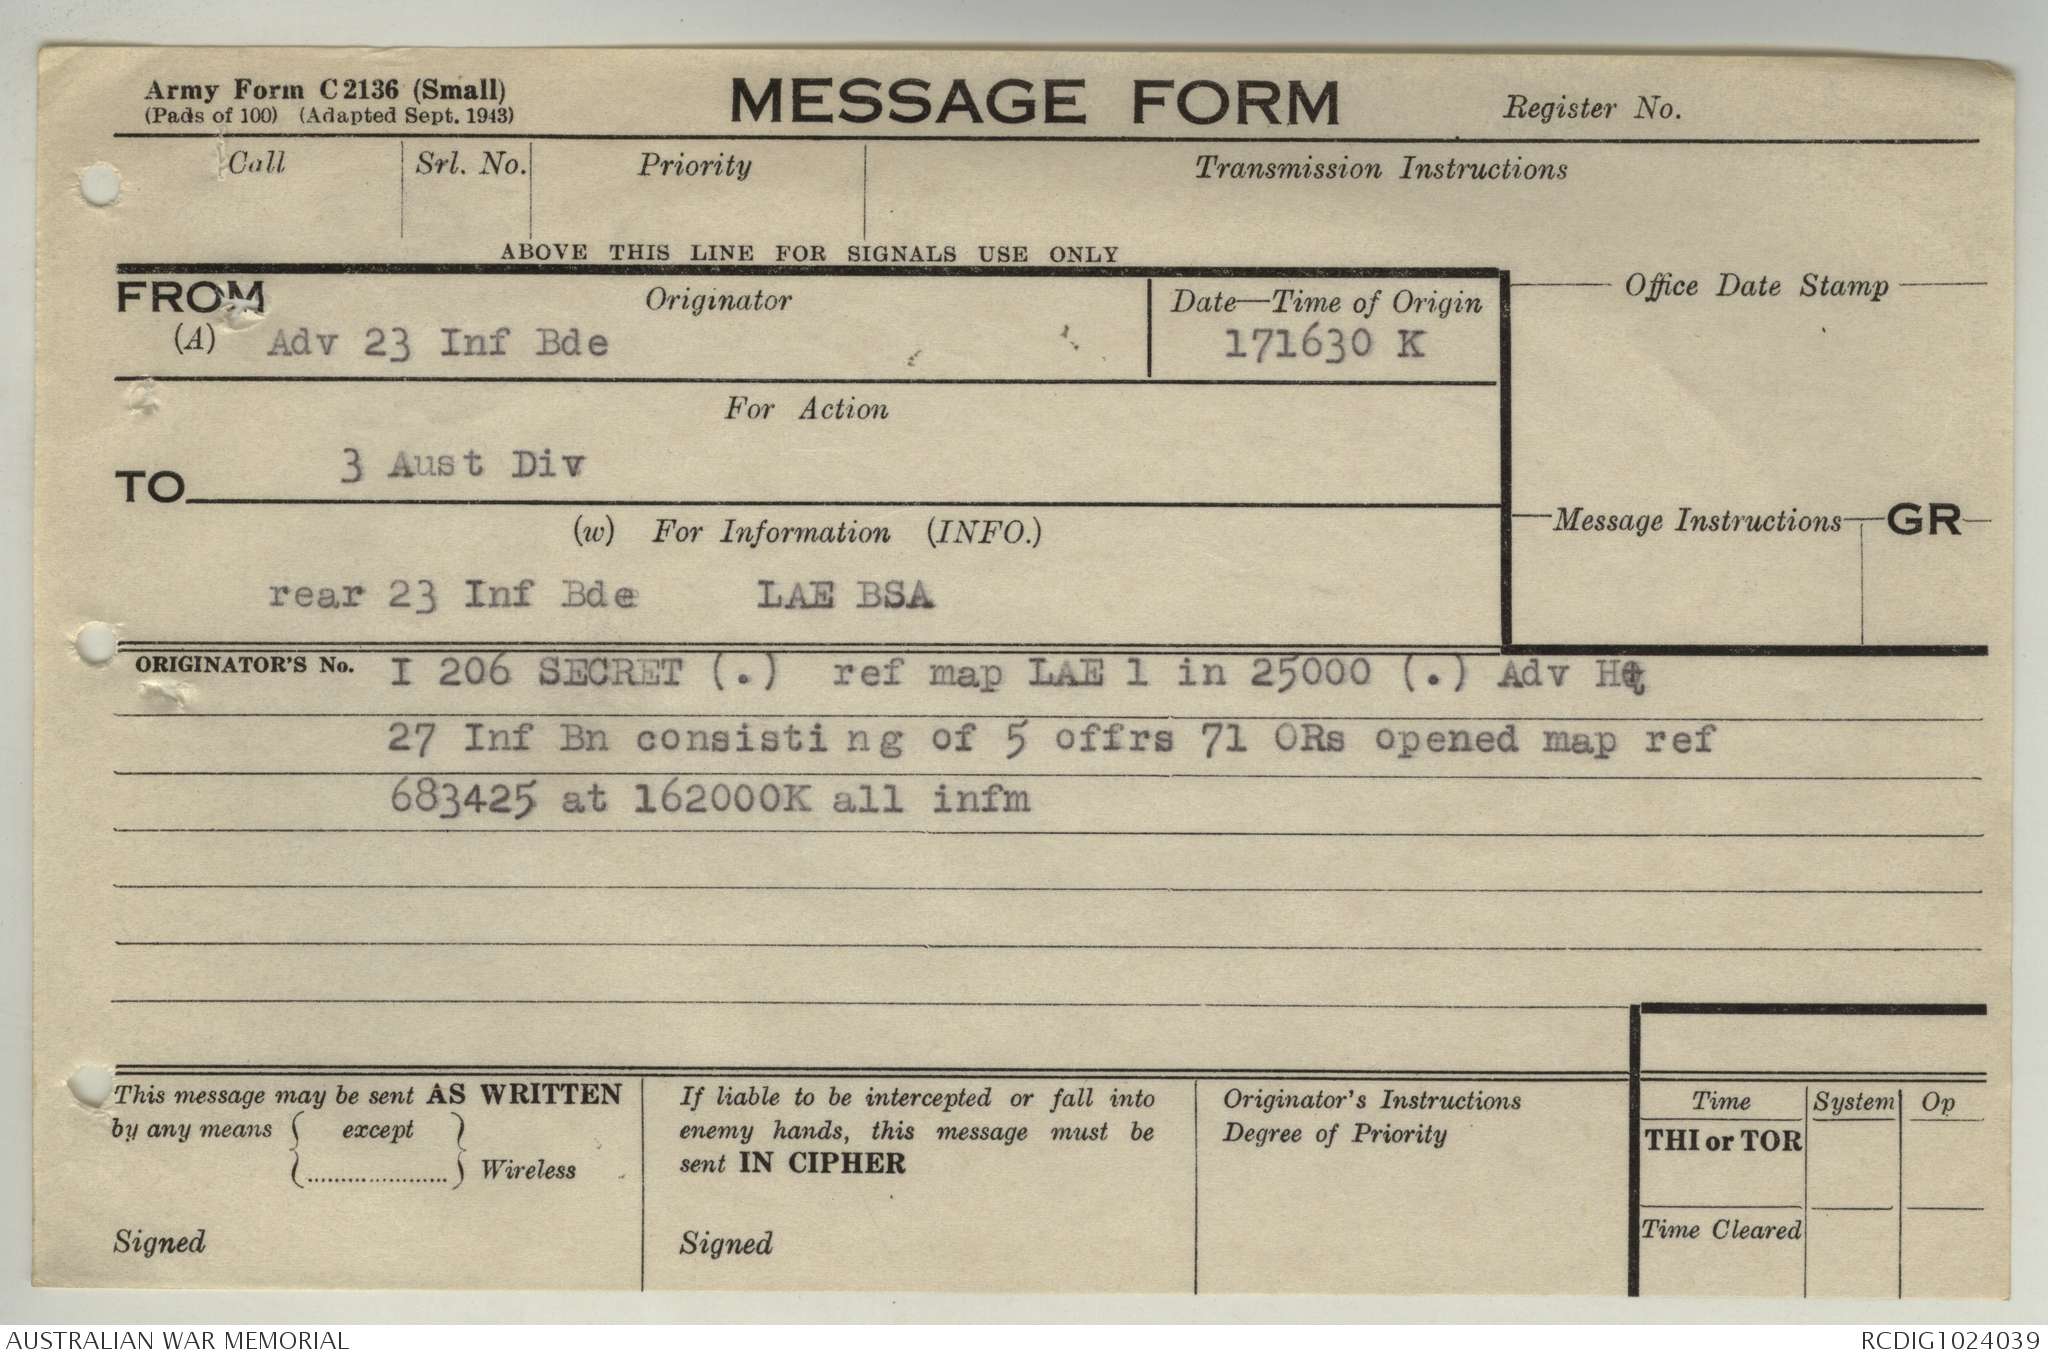 Army Form C2136 (Small)
(Pads of 100) (Adapted Sept. 1943)
MESSAGE FORM
Register No.
Call
Srl. No.
Priority
Transmission Instructions
ABOVE THIS LINE FOR SIGNALS USE ONLY
FROM
(A)
Originator
Adv 23 Inf Bde
Date—Time of Origin
171630 K
Office Date Stamp
For Action
TO
3 Aust Div
(w) For Information (INFO.)
rear 23 Inf Bde LAE BSA
Message Instructions
GR
ORIGINATOR'S No. I 206 SECRET (.) ref map LAE 1 in 25000 (.) Adv Hq
27 Inf Bn consisting of 5 offrs 71 ORs opened map ref
683425 at 162000K all infm
This message may be sent AS WRITTEN
by any means { except }
{.....................} Wireless
Signed
If liable to be intercepted or fall into
enemy hands, this message must be
sent IN CIPHER
Signed
Originator's Instructions
Degree of Priority
Time
System
Op
THI or TOR
Time Cleared
AUSTRALIAN WAR MEMORIAL
RCDIG1024039